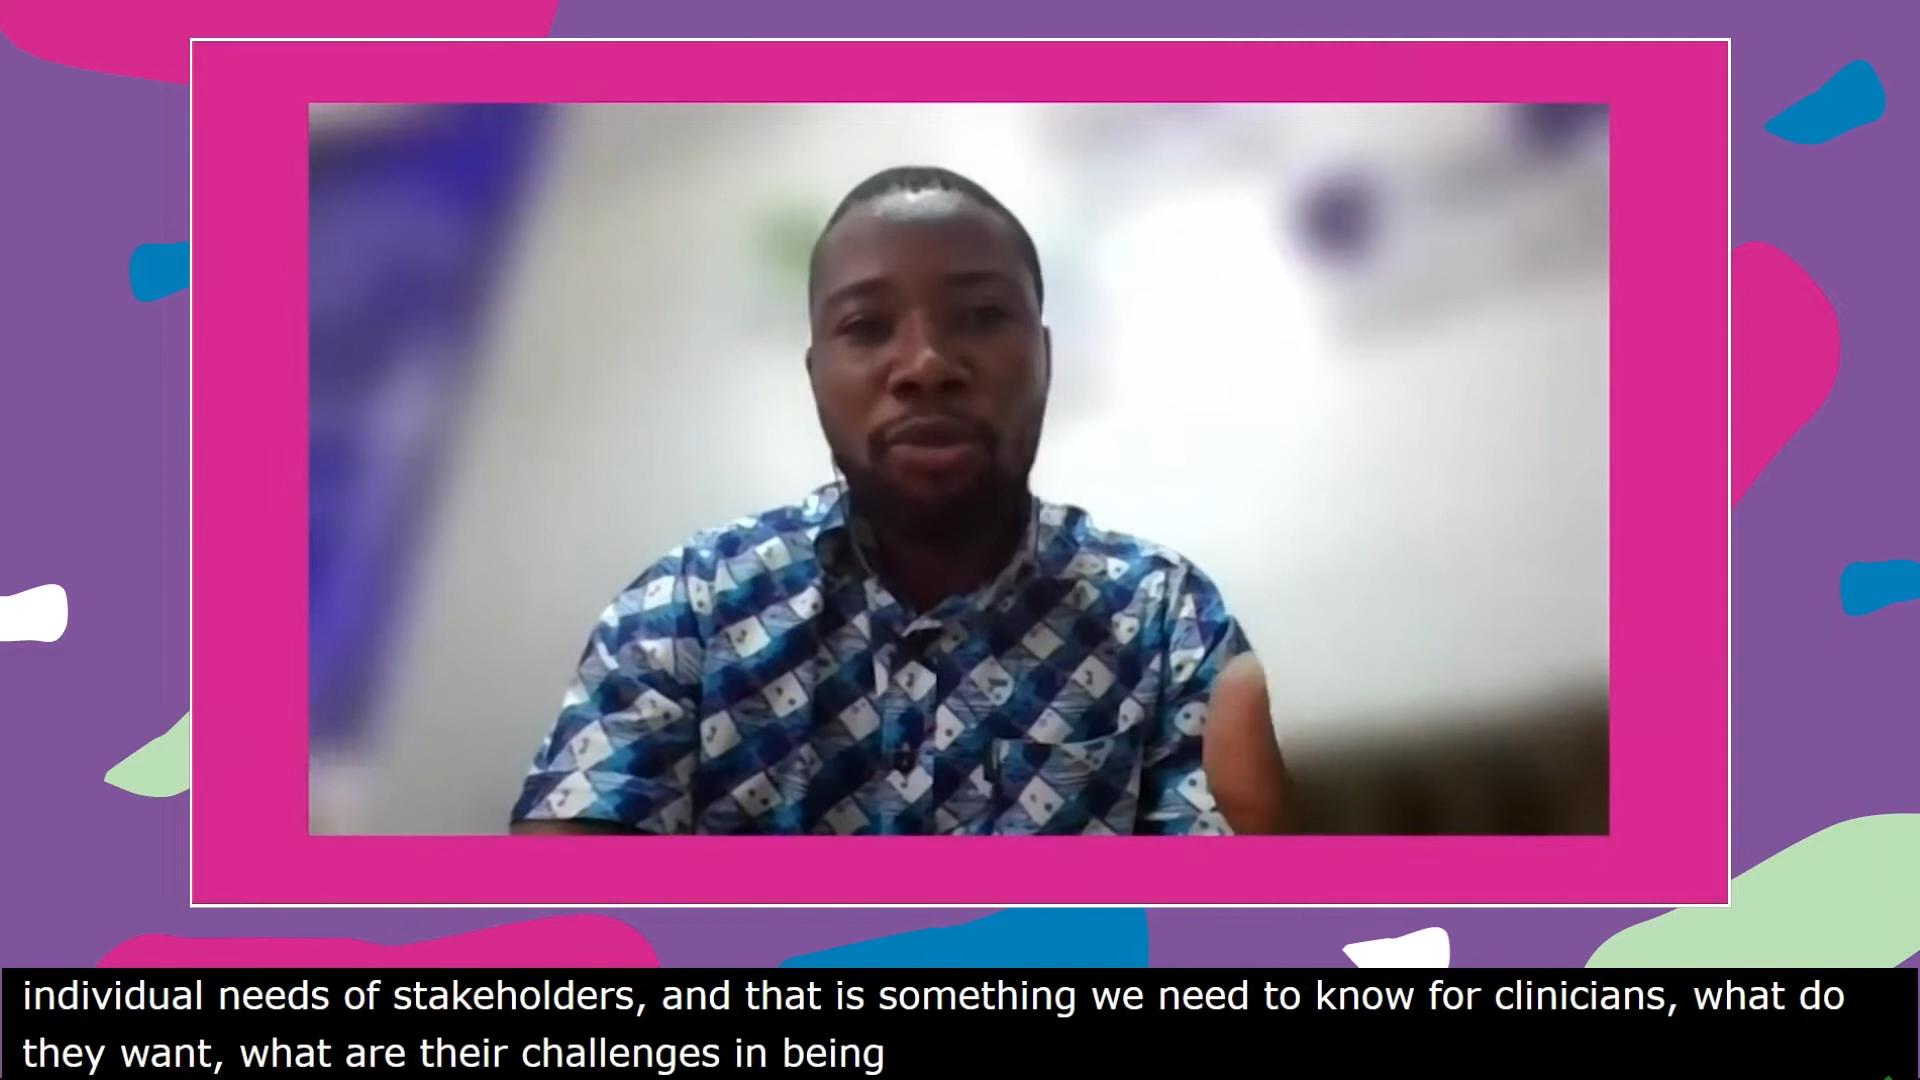 individual needs of stakeholders, and that is something we need to know for clinicians, what do
they want, what are their challenges in being